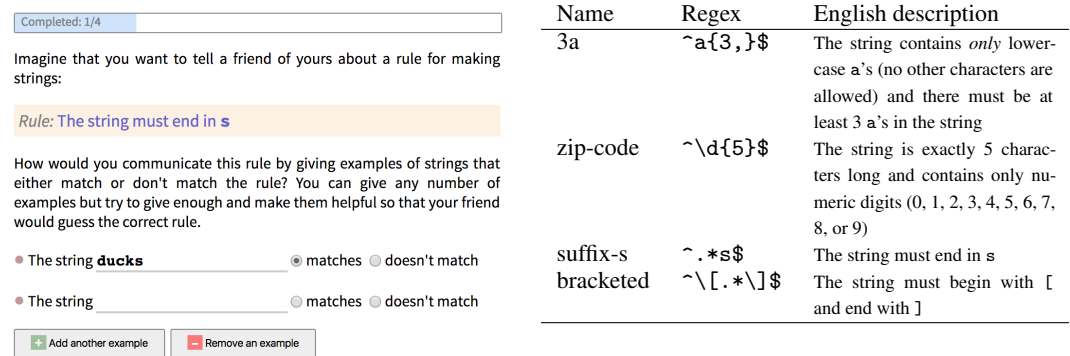 Completed: 1/4
Imagine that you want to tell a friend of yours about a rule for making
strings:
Rule: The string must end in s
How would you communicate this rule by giving examples of strings that
either match or don't match the rule? You can give any number of
examples but try to give enough and make them helpful so that your friend
would guess the correct rule.
The string ducks matches doesn't match
The string matches doesn't match
+ Add another example − Remove an example
Name Regex English description
3a ^a{3,}$ The string contains only lower-
case a's (no other characters are
allowed) and there must be at
least 3 a's in the string
zip-code ^\d{5}$ The string is exactly 5 charac-
ters long and contains only nu-
meric digits (0, 1, 2, 3, 4, 5, 6, 7,
8, or 9)
suffix-s ^.*s$ The string must end in s
bracketed ^\[.*\]$ The string must begin with [
and end with ]